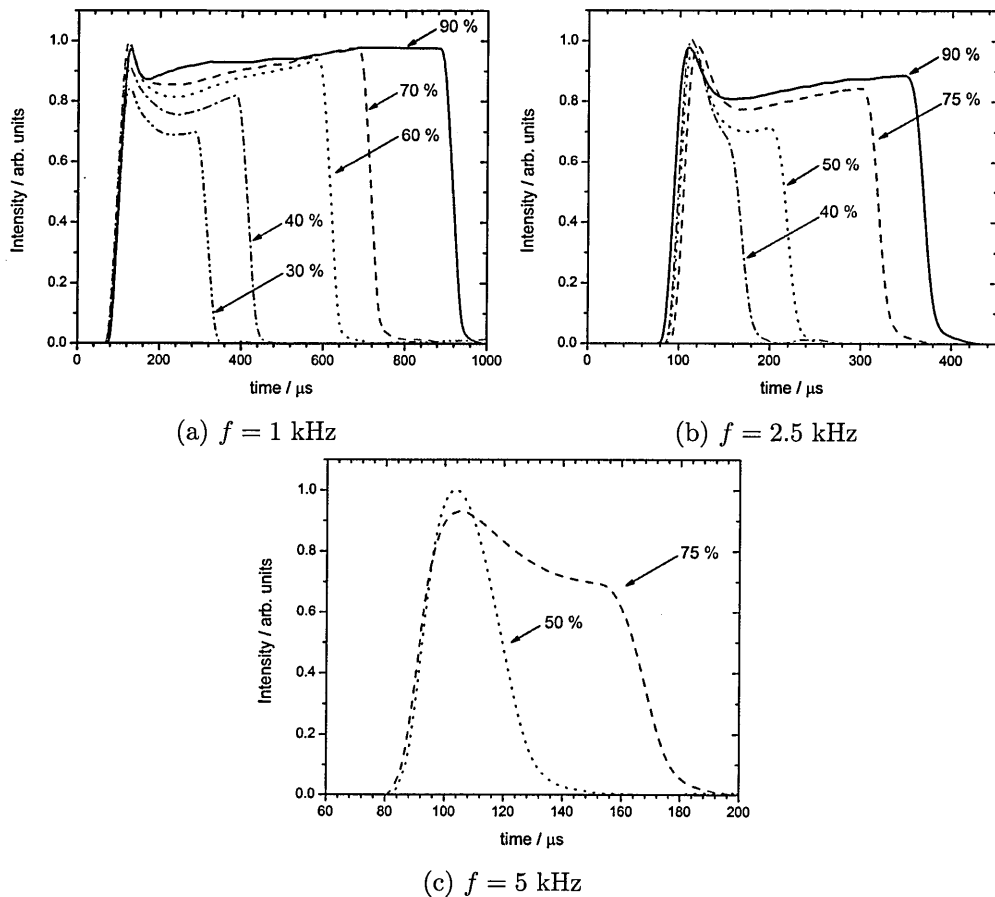 90 %
70 %
60 %
40 %
30 %
Intensity / arb. units
1.0
0.8
0.6
0.4
0.2
0.0
0 200 400 600 800 1000
time / μs
(a) f = 1 kHz
90 %
75 %
50 %
40 %
Intensity / arb. units
1.0
0.8
0.6
0.4
0.2
0.0
0 100 200 300 400
time / μs
(b) f = 2.5 kHz
75 %
50 %
Intensity / arb. units
1.0
0.8
0.6
0.4
0.2
0.0
60 80 100 120 140 160 180 200
time / μs
(c) f = 5 kHz